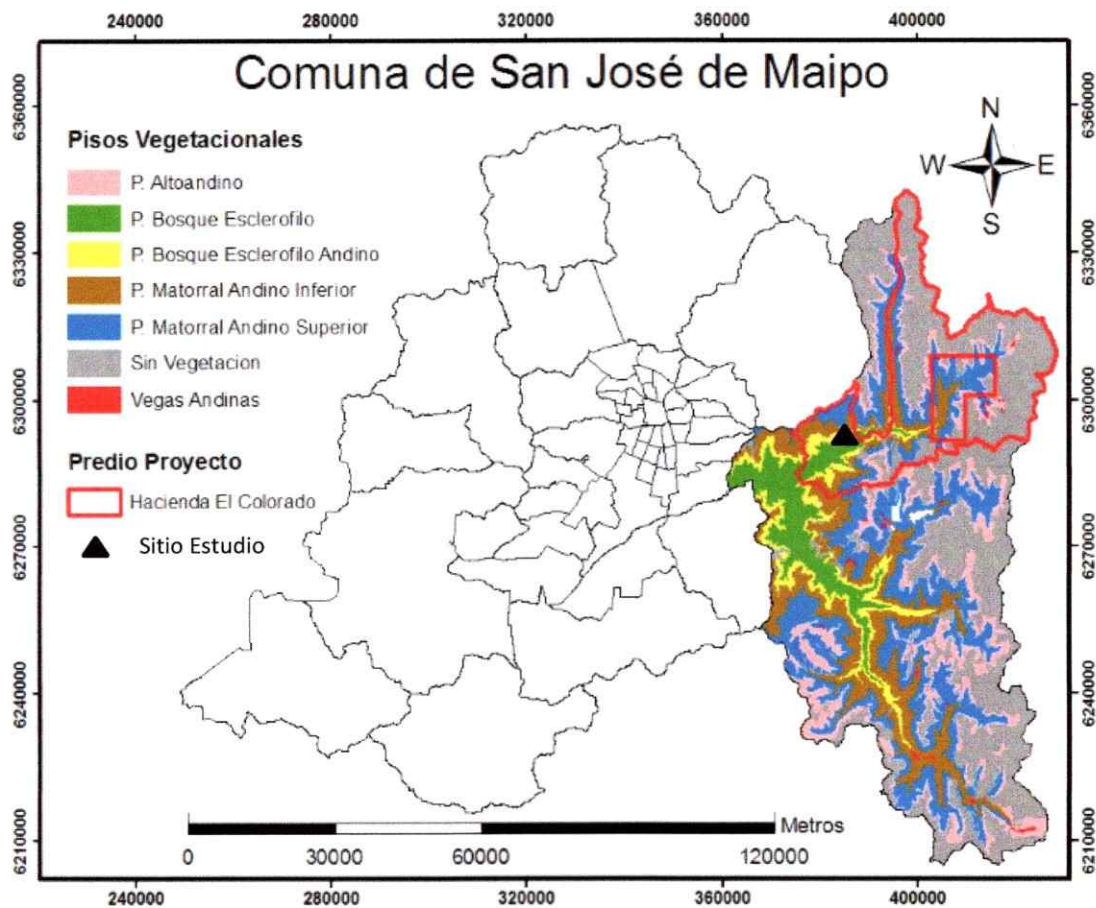 240000 280000 320000 360000 400000
Comuna de San José de Maipo
Pisos Vegetacionales
P. Altoandino
P. Bosque Esclerofilo
P. Bosque Esclerofilo Andino
P. Matorral Andino Inferior
P. Matorral Andino Superior
Sin Vegetacion
Vegas Andinas
Predio Proyecto
Hacienda El Colorado
Sitio Estudio
N
W E
S
6360000 6360000
6330000 6330000
6300000 6300000
6270000 6270000
6240000 6240000
6210000 6210000
Metros
0 30000 60000 120000
240000 280000 320000 360000 400000